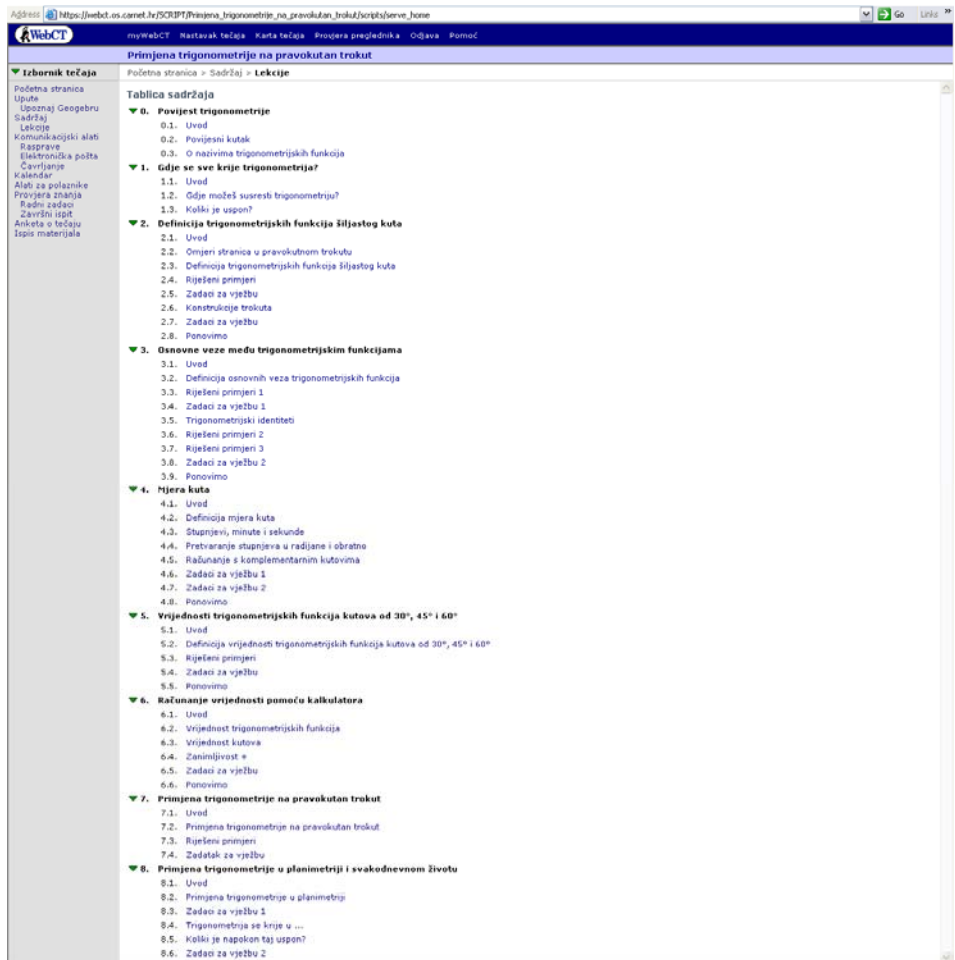 Address https://webct.os.carnet.hr/SCRIPT/Primjena_trigonometrije_na_pravokutan_trokut/scripts/serve_home Go Links »
WebCT myWebCT Nastavak tečaja Karta tečaja Provjera preglednika Odjava Pomoć
Primjena trigonometrije na pravokutan trokut
Izbornik tečaja
Početna stranica
Upute
Upoznaj Geogebru
Sadržaj
Lekcije
Komunikacijski alati
Rasprave
Elektronička pošta
Čavrljanje
Kalendar
Alati za polaznike
Provjera znanja
Radni zadaci
Završni ispit
Anketa o tečaju
Ispis materijala
Početna stranica > Sadržaj > Lekcije
Tablica sadržaja
0. Povijest trigonometrije
0.1. Uvod
0.2. Povijesni kutak
0.3. O nazivima trigonometrijskih funkcija
1. Gdje se sve krije trigonometrija?
1.1. Uvod
1.2. Gdje možeš susresti trigonometriju?
1.3. Koliki je uspon?
2. Definicija trigonometrijskih funkcija šiljastog kuta
2.1. Uvod
2.2. Omjeri stranica u pravokutnom trokutu
2.3. Definicija trigonometrijskih funkcija šiljastog kuta
2.4. Riješeni primjeri
2.5. Zadaci za vježbu
2.6. Konstrukcije trokuta
2.7. Zadaci za vježbu
2.8. Ponovimo
3. Osnovne veze među trigonometrijskim funkcijama
3.1. Uvod
3.2. Definicija osnovnih veza trigonometrijskih funkcija
3.3. Riješeni primjeri 1
3.4. Zadaci za vježbu 1
3.5. Trigonometrijski identiteti
3.6. Riješeni primjeri 2
3.7. Riješeni primjeri 3
3.8. Zadaci za vježbu 2
3.9. Ponovimo
4. Mjera kuta
4.1. Uvod
4.2. Definicija mjera kuta
4.3. Stupnjevi, minute i sekunde
4.4. Pretvaranje stupnjeva u radijane i obratno
4.5. Računanje s komplementarnim kutovima
4.6. Zadaci za vježbu 1
4.7. Zadaci za vježbu 2
4.8. Ponovimo
5. Vrijednosti trigonometrijskih funkcija kutova od 30°, 45° i 60°
5.1. Uvod
5.2. Definicija vrijednosti trigonometrijskih funkcija kutova od 30°, 45° i 60°
5.3. Riješeni primjeri
5.4. Zadaci za vježbu
5.5. Ponovimo
6. Računanje vrijednosti pomoću kalkulatora
6.1. Uvod
6.2. Vrijednost trigonometrijskih funkcija
6.3. Vrijednost kutova
6.4. Zanimljivost +
6.5. Zadaci za vježbu
6.6. Ponovimo
7. Primjena trigonometrije na pravokutan trokut
7.1. Uvod
7.2. Primjena trigonometrije na pravokutan trokut
7.3. Riješeni primjeri
7.4. Zadatak za vježbu
8. Primjena trigonometrije u planimetriji i svakodnevnom životu
8.1. Uvod
8.2. Primjena trigonometrije u planimetriji
8.3. Zadaci za vježbu 1
8.4. Trigonometrija se krije u ...
8.5. Koliki je napokon taj uspon?
8.6. Zadaci za vježbu 2